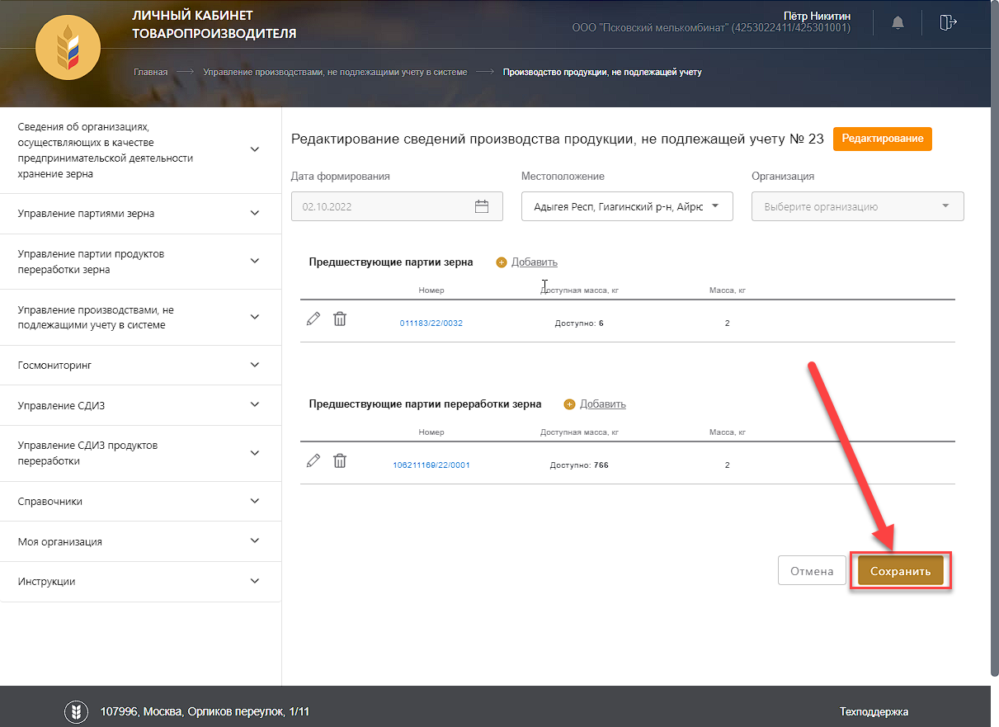 ЛИЧНЫЙ КАБИНЕТ
ТОВАРОПРОИЗВОДИТЕЛЯ
Пётр Никитин
ООО "Псковский мелькомбинат" (4253022411/425301001)
Главная
Управление производствами, не подлежащими учету в системе
Производство продукции, не подлежащей учету
Сведения об организациях,
осуществляющих в качестве
предпринимательской деятельности
хранение зерна
Управление партиями зерна
Управление партии продуктов
переработки зерна
Управление производствами, не
подлежащими учету в системе
Госмониторинг
Управление СДИЗ
Управление СДИЗ продуктов
переработки
Справочники
Моя организация
Инструкции
Редактирование сведений производства продукции, не подлежащей учету № 23
Редактирование
Дата формирования
Местоположение
Организация
02.10.2022
Адыгея Респ, Гиагинский р-н, Айрю
Выберите организацию
Предшествующие партии зерна
Добавить
Номер
Доступная масса, кг
Масса, кг
011183/22/0032
Доступно: 6
2
Предшествующие партии переработки зерна
Добавить
Номер
Доступная масса, кг
Масса, кг
106211169/22/0001
Доступно: 766
2
Отмена
Сохранить
107996, Москва, Орликов переулок, 1/11
Техподдержка